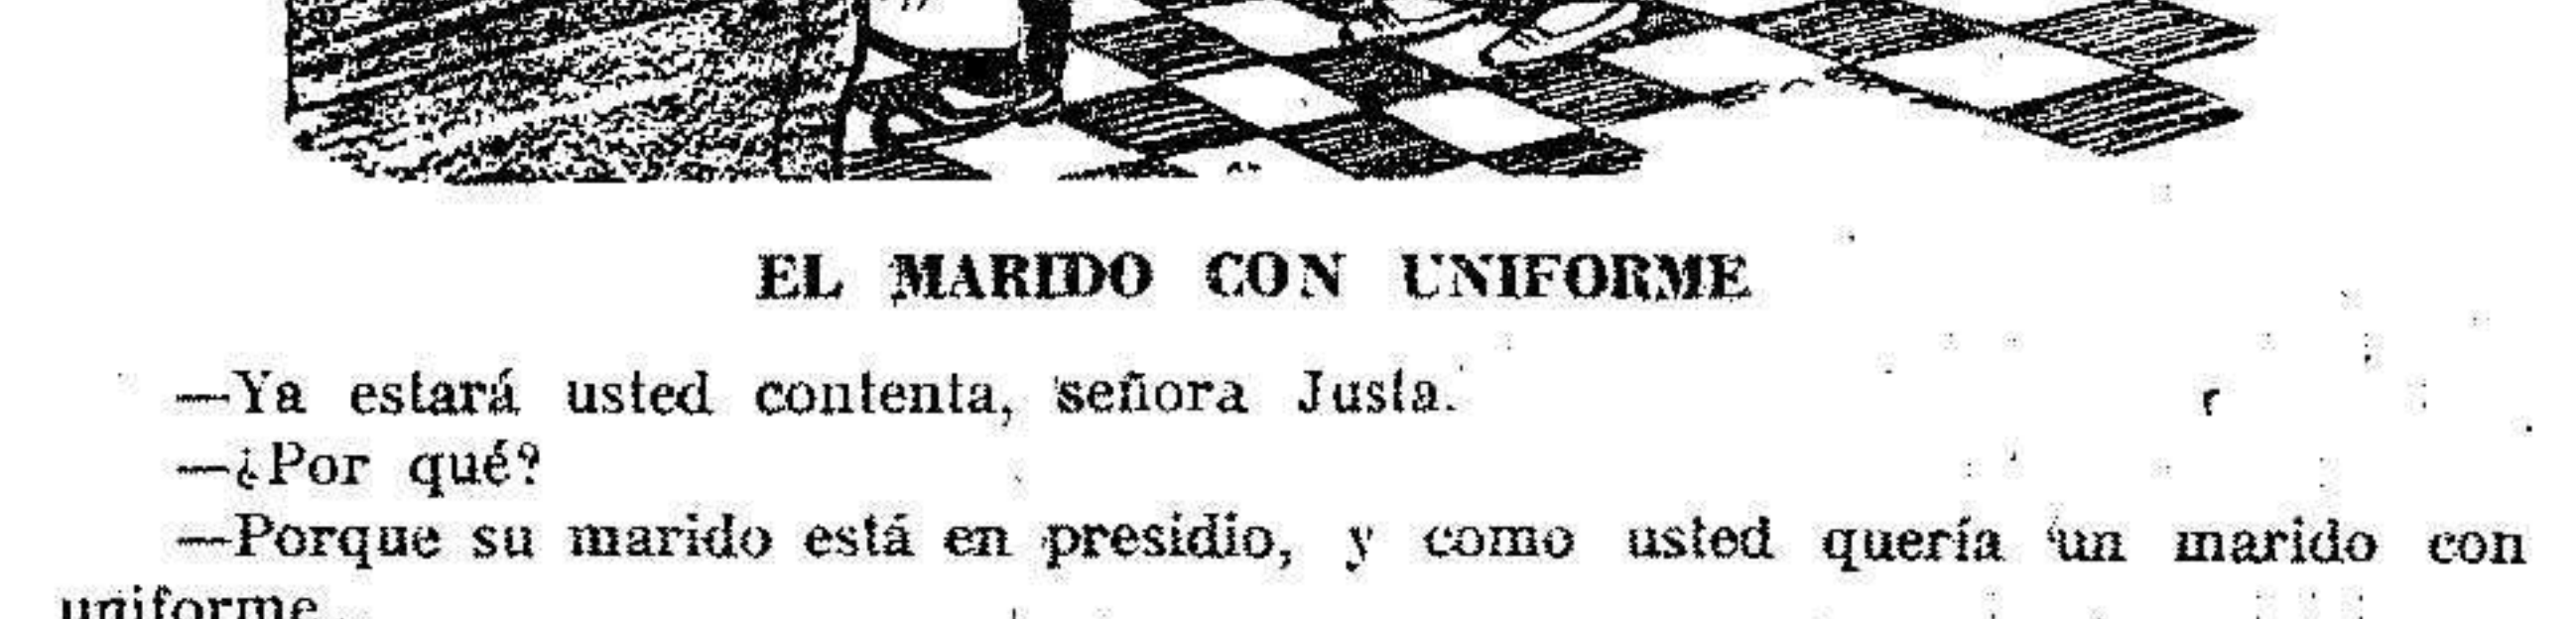 EL MARIDO CON UNIFORME
—Ya estará usted contenta, señora Justa.
—¿Por qué?
—Porque su marido está en presidio, y como usted quería un marido con
uniforme